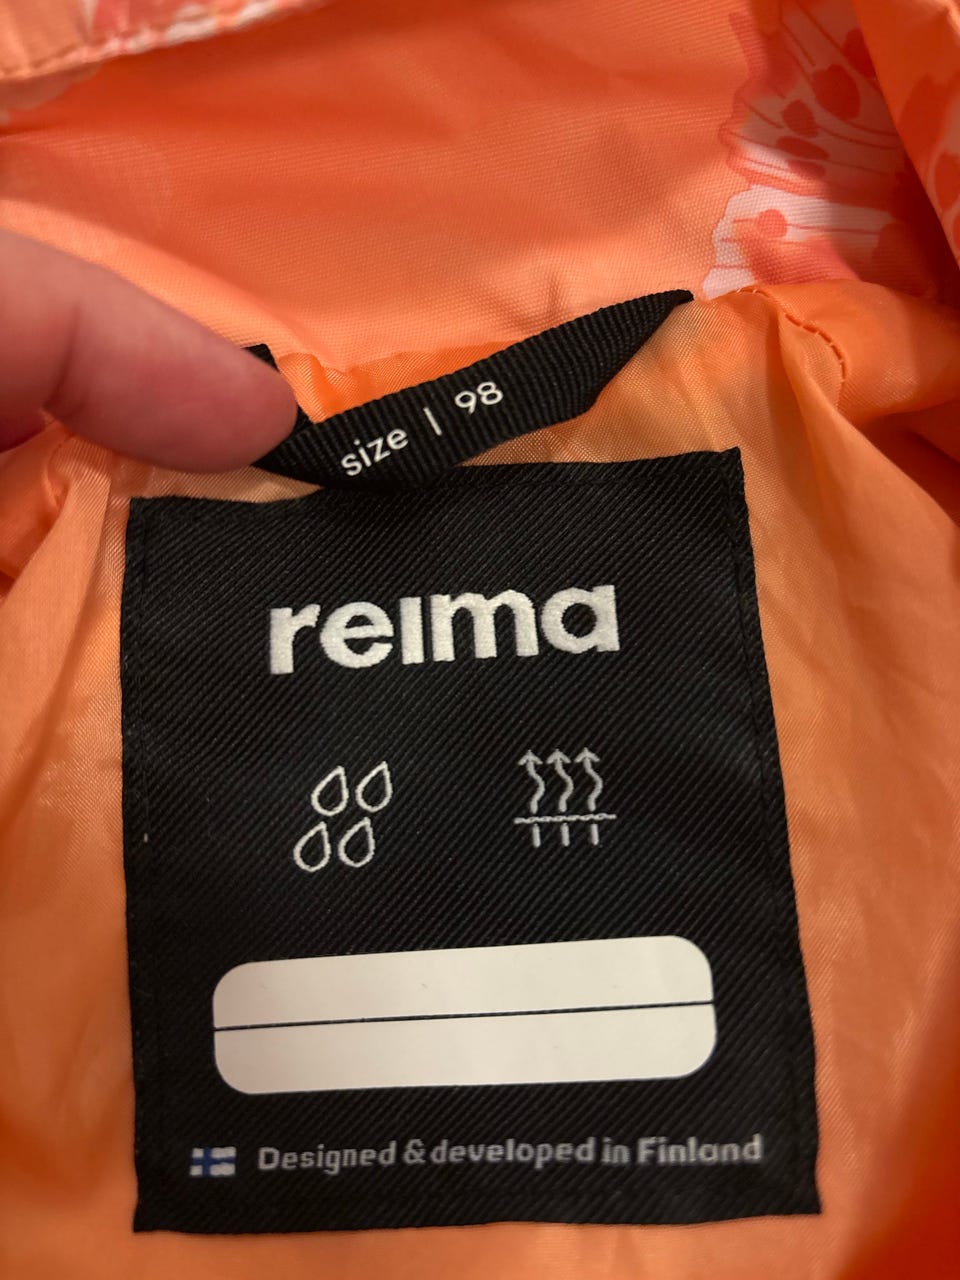 size | 98
reima
Designed & developed in Finland